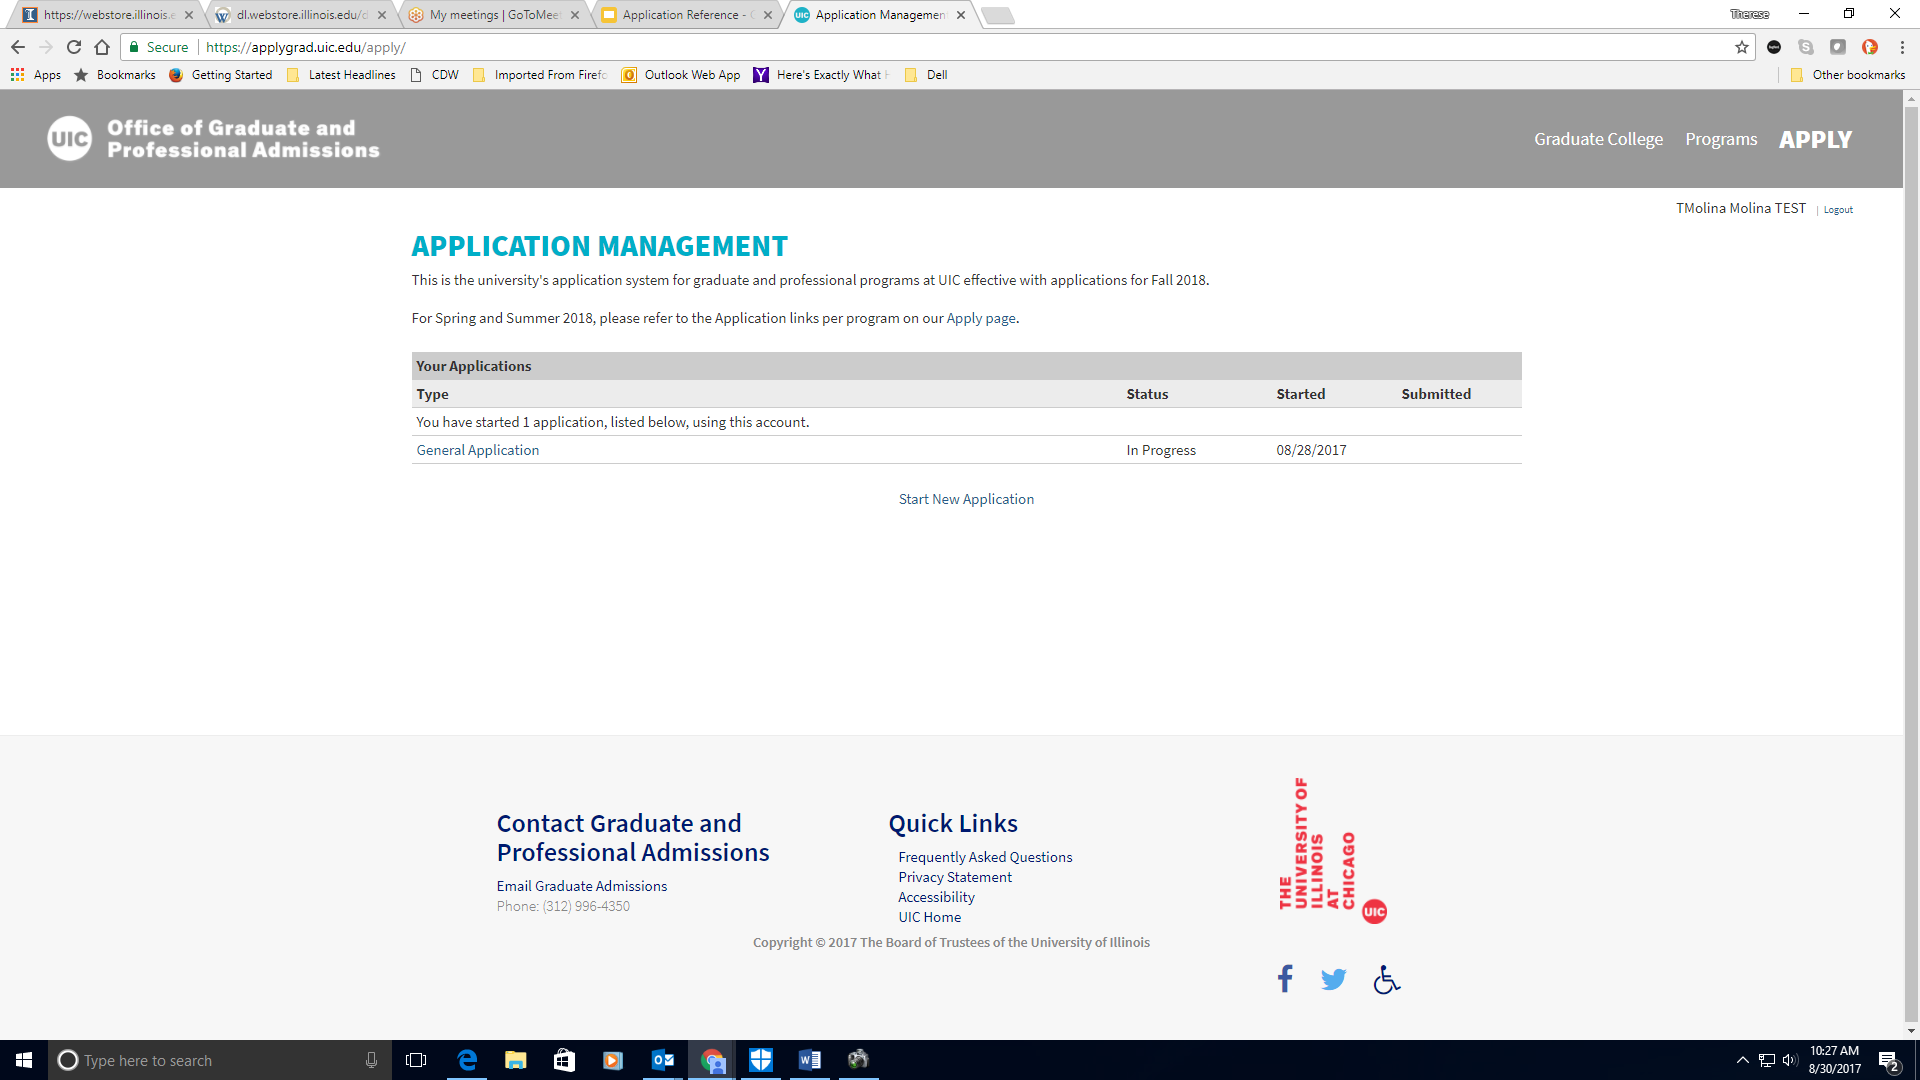 https://webstore.illinois.e
dl.webstore.illinois.edu/d
My meetings | GoToMee
Application Reference - G
Application Managemen
Therese
Secure
https://applygrad.uic.edu/apply/
Apps
Bookmarks
Getting Started
Latest Headlines
CDW
Imported From Firefo
Outlook Web App
Here's Exactly What H
Dell
Other bookmarks
UIC
Office of Graduate and
Professional Admissions
Graduate College
Programs
APPLY
TMolina Molina TEST | Logout
APPLICATION MANAGEMENT
This is the university's application system for graduate and professional programs at UIC effective with applications for Fall 2018.
For Spring and Summer 2018, please refer to the Application links per program on our Apply page.
Your Applications
Type Status Started Submitted
You have started 1 application, listed below, using this account.
General Application In Progress 08/28/2017
Start New Application
Contact Graduate and
Professional Admissions
Email Graduate Admissions
Phone: (312) 996-4350
Quick Links
Frequently Asked Questions
Privacy Statement
Accessibility
UIC Home
Copyright © 2017 The Board of Trustees of the University of Illinois
THE
UNIVERSITY OF
ILLINOIS
AT
CHICAGO
UIC
Type here to search
10:27 AM
8/30/2017
2